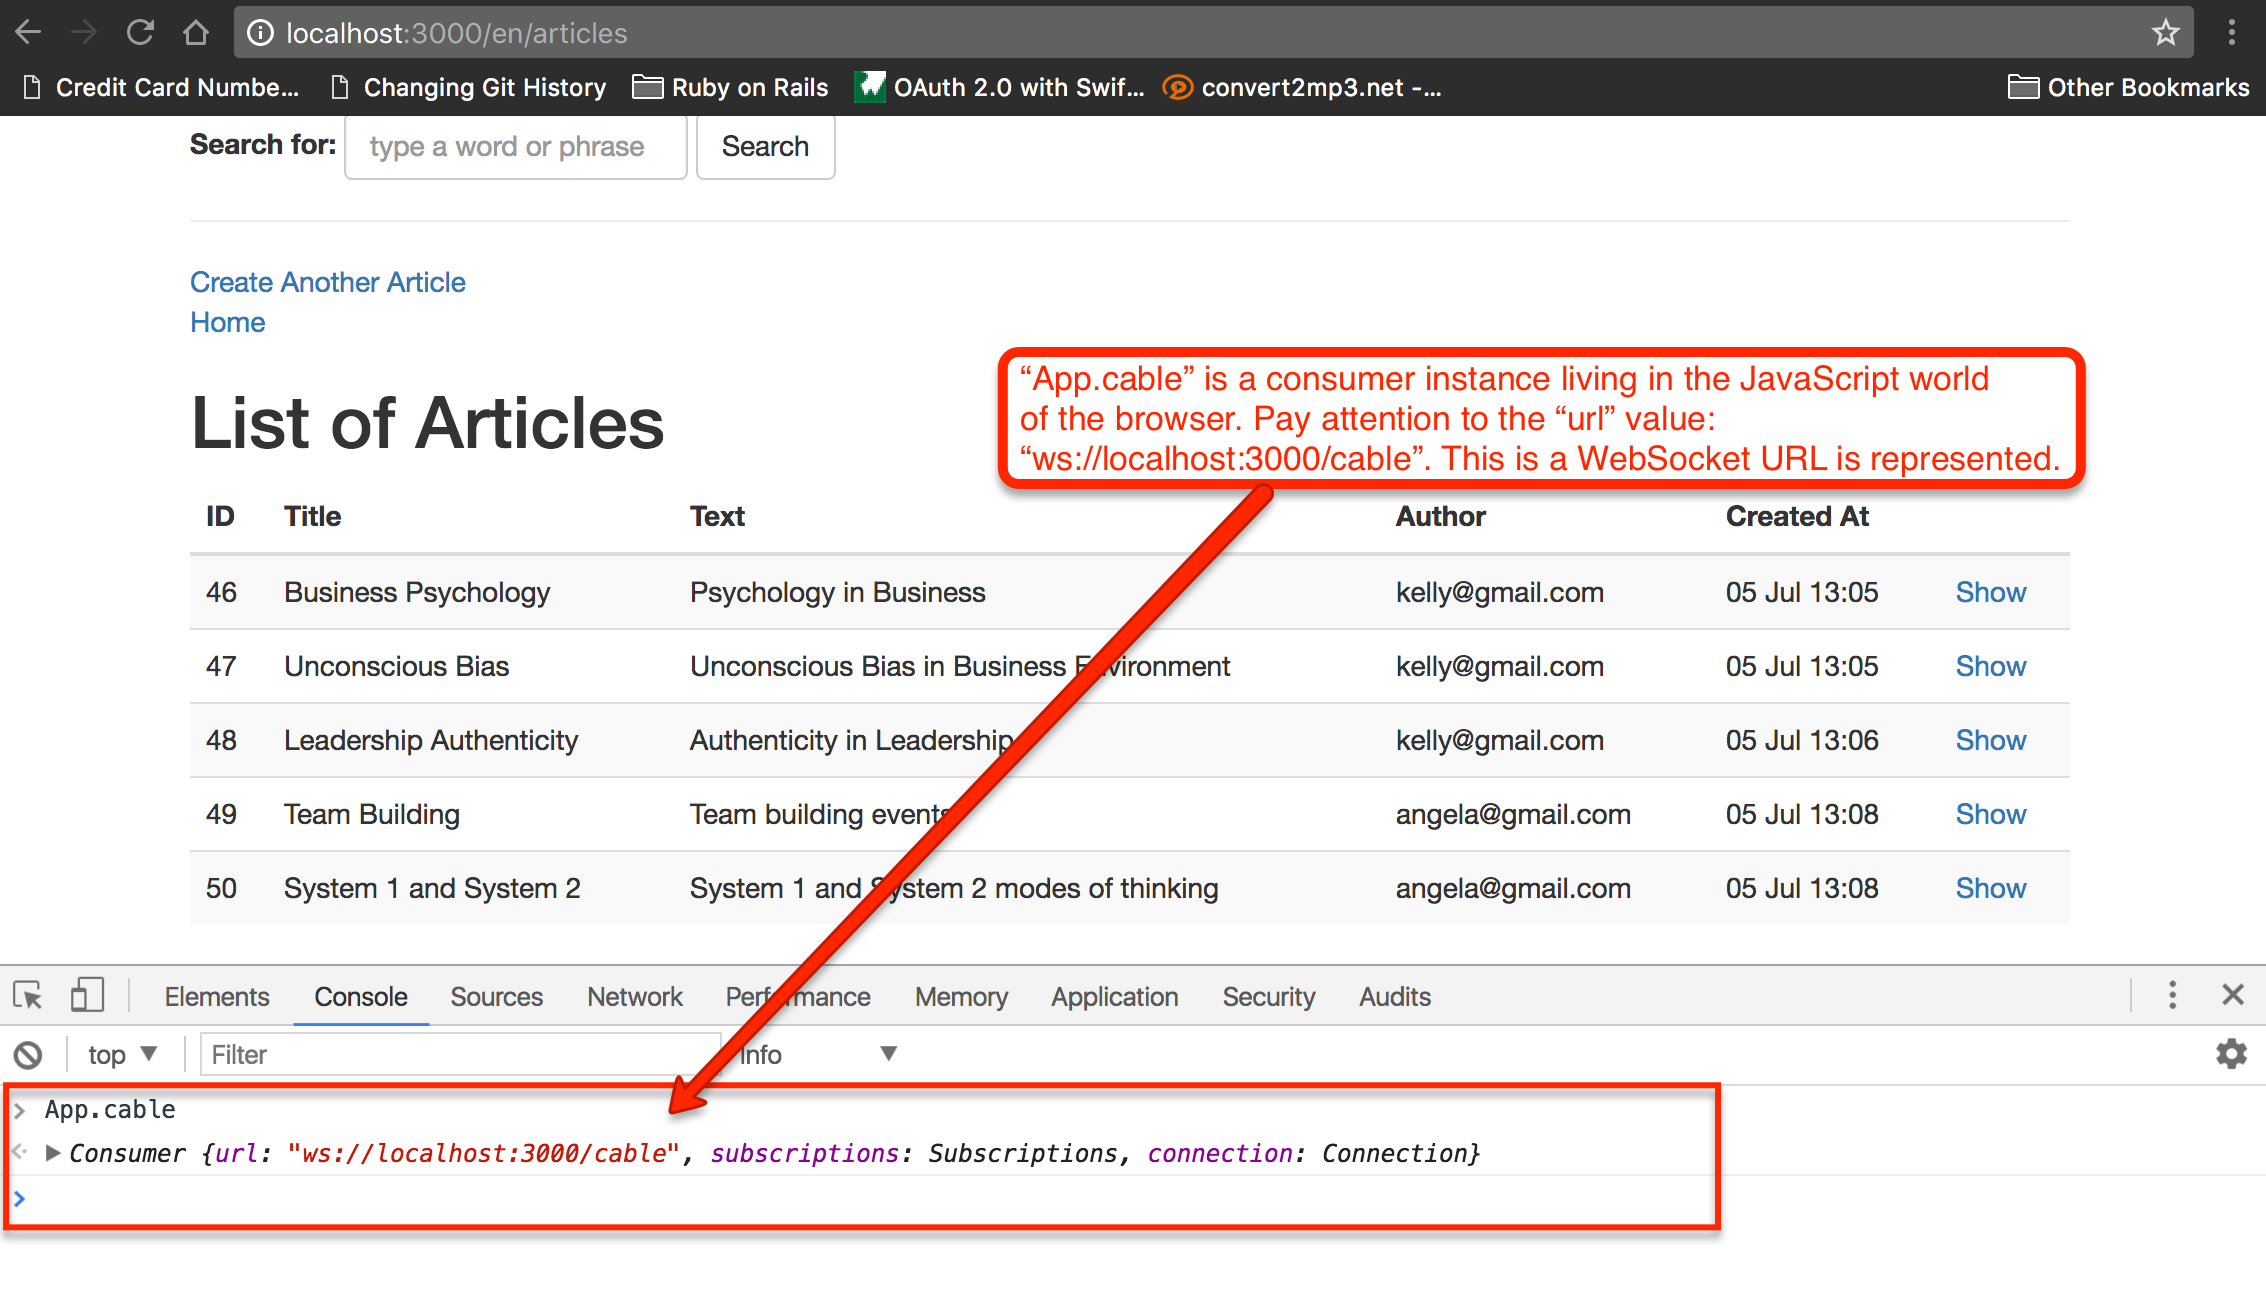 localhost:3000/en/articles
Credit Card Numbe... Changing Git History Ruby on Rails OAuth 2.0 with Swif... convert2mp3.net -... Other Bookmarks
Search for: type a word or phrase Search
Create Another Article
Home
“App.cable” is a consumer instance living in the JavaScript world
of the browser. Pay attention to the “url” value:
“ws://localhost:3000/cable”. This is a WebSocket URL is represented.
List of Articles
ID Title Text Author Created At
46 Business Psychology Psychology in Business kelly@gmail.com 05 Jul 13:05 Show
47 Unconscious Bias Unconscious Bias in Business Environment kelly@gmail.com 05 Jul 13:05 Show
48 Leadership Authenticity Authenticity in Leadership kelly@gmail.com 05 Jul 13:06 Show
49 Team Building Team building events angela@gmail.com 05 Jul 13:08 Show
50 System 1 and System 2 System 1 and System 2 modes of thinking angela@gmail.com 05 Jul 13:08 Show
Elements Console Sources Network Performance Memory Application Security Audits
top ▼ Filter Info ▼
> App.cable
Consumer {url: "ws://localhost:3000/cable", subscriptions: Subscriptions, connection: Connection}
>